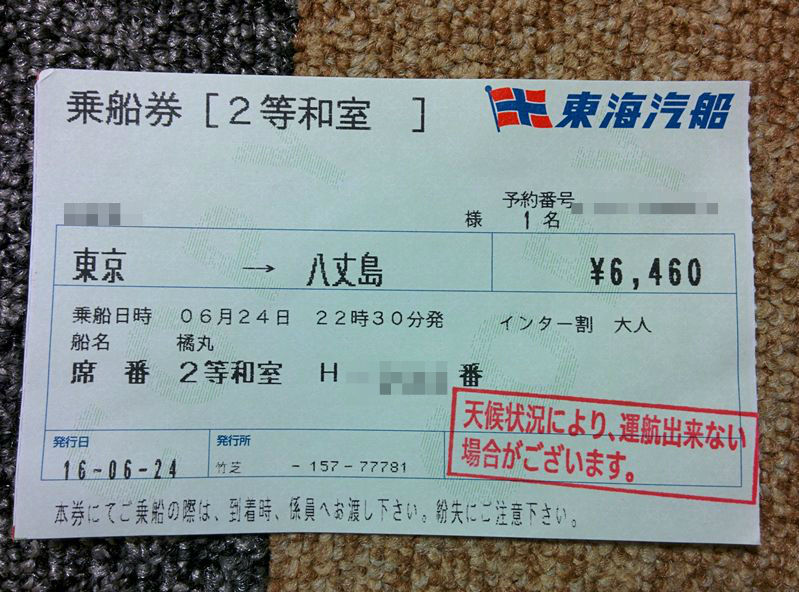 乗船券［２等和室　］
東海汽船
予約番号
様　１名
東京　→　八丈島　¥6,460
乗船日時　０６月２４日　２２時３０分発　インター割　大人
船名　橘丸
席　番　２等和室　Ｈ　番
天候状況により、運航出来ない
場合がございます。
発行日　発行所
16-06-24　竹芝　-157-77781
本券にてご乗船の際は、到着時、係員へお渡し下さい。紛失にご注意下さい。